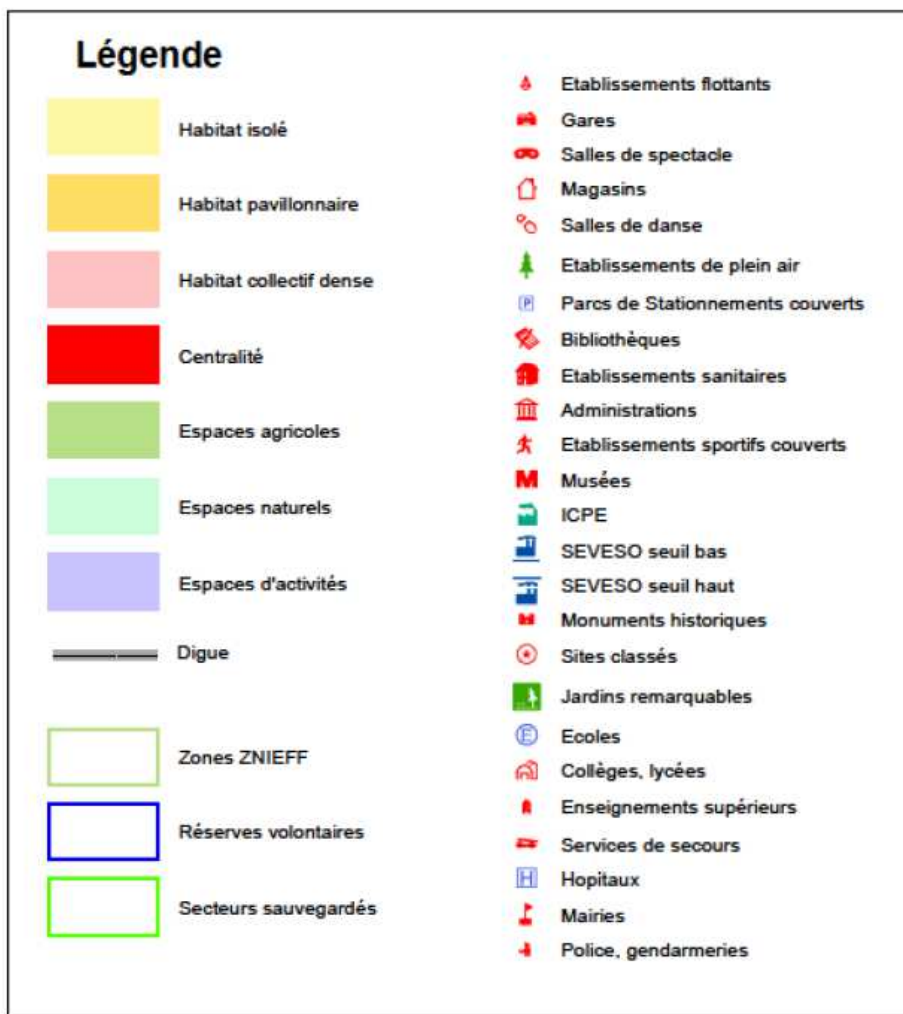 Légende
Habitat isolé
Habitat pavillonnaire
Habitat collectif dense
Centralité
Espaces agricoles
Espaces naturels
Espaces d'activités
Digue
Zones ZNIEFF
Réserves volontaires
Secteurs sauvegardés
Etablissements flottants
Gares
Salles de spectacle
Magasins
Salles de danse
Etablissements de plein air
P Parcs de Stationnements couverts
Bibliothèques
Etablissements sanitaires
Administrations
Etablissements sportifs couverts
M Musées
ICPE
SEVESO seuil bas
SEVESO seuil haut
Monuments historiques
Sites classés
Jardins remarquables
E Ecoles
Collèges, lycées
Enseignements supérieurs
Services de secours
H Hopitaux
Mairies
Police, gendarmeries